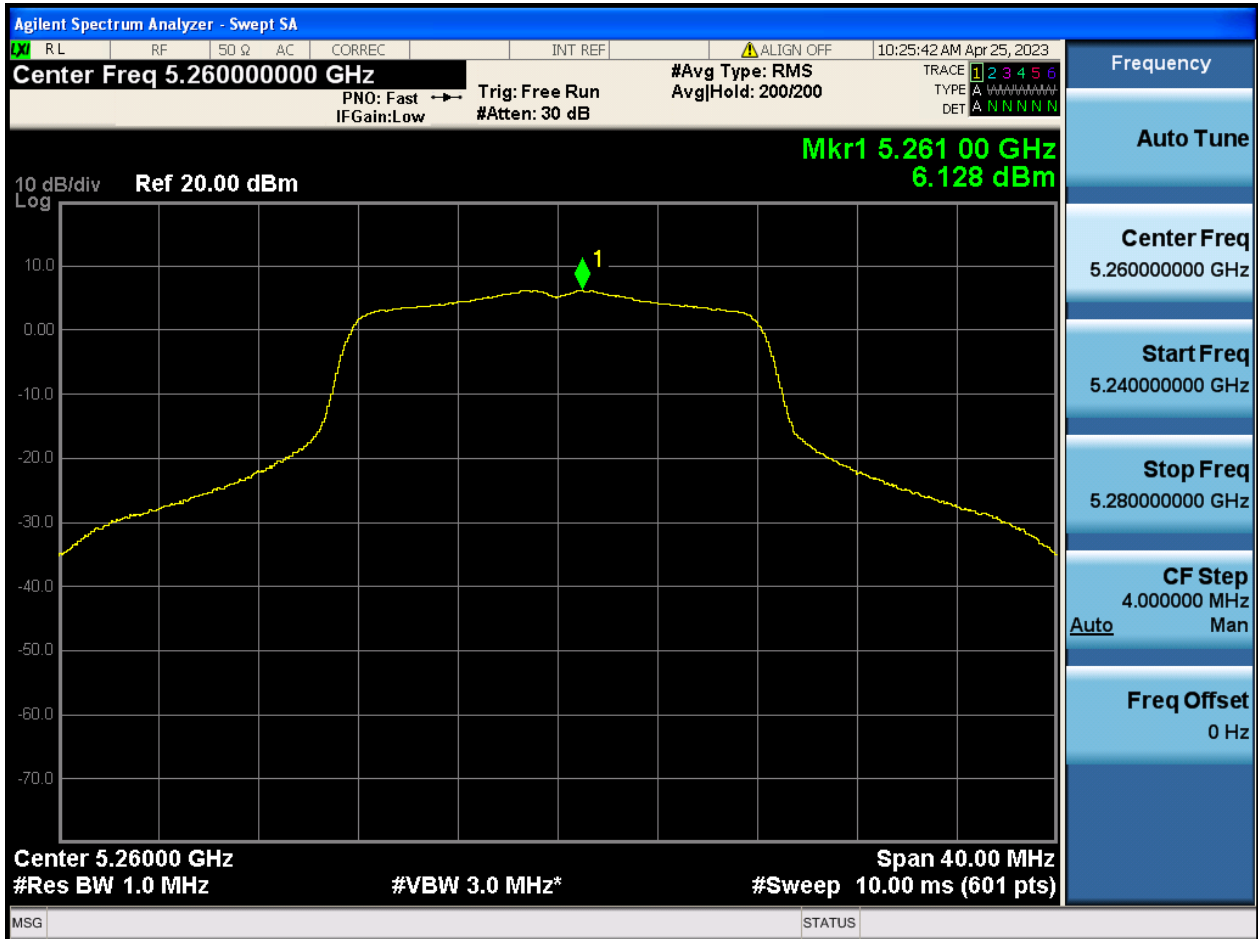 Agilent Spectrum Analyzer - Swept SA
LXI RL RF 50 Ω AC CORREC INT REF ALIGN OFF 10:25:42 AM Apr 25, 2023
Center Freq 5.260000000 GHz
PNO: Fast
IFGain:Low
Trig: Free Run
#Atten: 30 dB
#Avg Type: RMS
Avg|Hold: 200/200
TRACE 1 2 3 4 5 6
TYPE A WWWWW
DET A N N N N N
Mkr1 5.261 00 GHz
6.128 dBm
10 dB/div Ref 20.00 dBm
Log
10.0
0.00
-10.0
-20.0
-30.0
-40.0
-50.0
-60.0
-70.0
1
Center 5.26000 GHz Span 40.00 MHz
#Res BW 1.0 MHz #VBW 3.0 MHz* #Sweep 10.00 ms (601 pts)
MSG STATUS
Frequency
Auto Tune
Center Freq
5.260000000 GHz
Start Freq
5.240000000 GHz
Stop Freq
5.280000000 GHz
CF Step
4.000000 MHz
Auto Man
Freq Offset
0 Hz